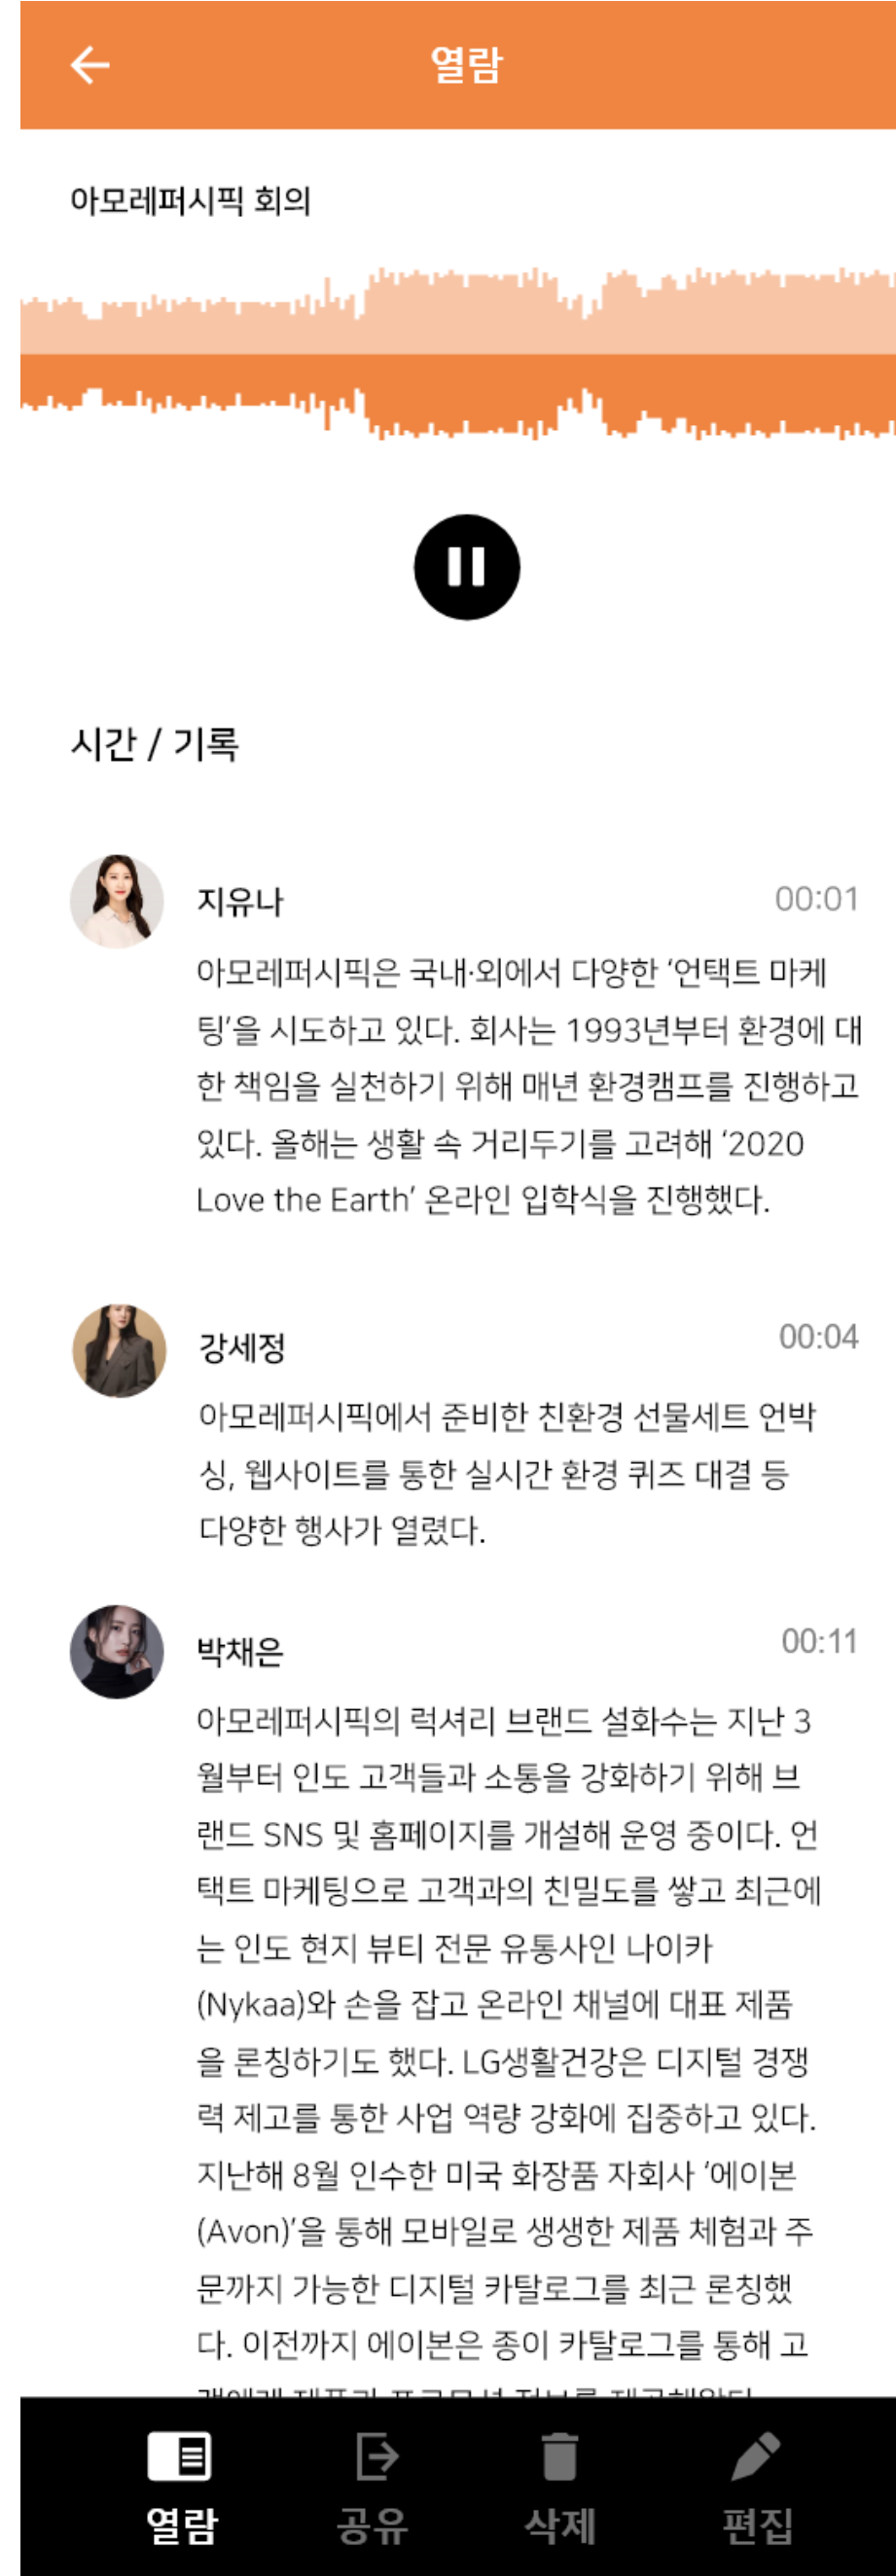 열람
아모레퍼시픽 회의
시간 / 기록
지유나
00:01
아모레퍼시픽은 국내·외에서 다양한 ‘언택트 마케
팅’을 시도하고 있다. 회사는 1993년부터 환경에 대
한 책임을 실천하기 위해 매년 환경캠프를 진행하고
있다. 올해는 생활 속 거리두기를 고려해 ‘2020
Love the Earth’ 온라인 입학식을 진행했다.
강세정
00:04
아모레퍼시픽에서 준비한 친환경 선물세트 언박
싱, 웹사이트를 통한 실시간 환경 퀴즈 대결 등
다양한 행사가 열렸다.
박채은
00:11
아모레퍼시픽의 럭셔리 브랜드 설화수는 지난 3
월부터 인도 고객들과 소통을 강화하기 위해 브
랜드 SNS 및 홈페이지를 개설해 운영 중이다. 언
택트 마케팅으로 고객과의 친밀도를 쌓고 최근에
는 인도 현지 뷰티 전문 유통사인 나이카
(Nykaa)와 손을 잡고 온라인 채널에 대표 제품
을 론칭하기도 했다. LG생활건강은 디지털 경쟁
력 제고를 통한 사업 역량 강화에 집중하고 있다.
지난해 8월 인수한 미국 화장품 자회사 ‘에이본
(Avon)’을 통해 모바일로 생생한 제품 체험과 주
문까지 가능한 디지털 카탈로그를 최근 론칭했
다. 이전까지 에이본은 종이 카탈로그를 통해 고
열람
공유
삭제
편집